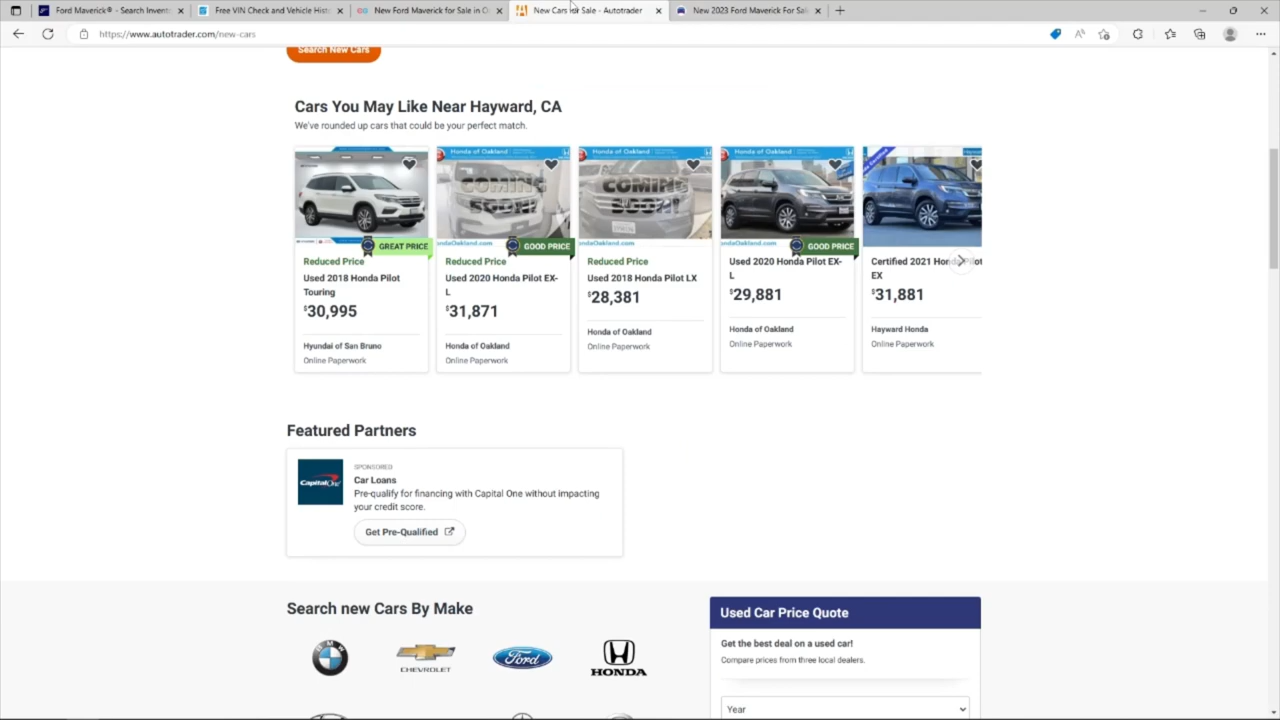 Ford Maverick® - Search Invent
Free VIN Check and Vehicle Hist
New Ford Maverick for Sale in O
New Cars for Sale - Autotrader
New 2023 Ford Maverick For Sal
https://www.autotrader.com/new-cars
Search New Cars
Cars You May Like Near Hayward, CA
We've rounded up cars that could be your perfect match.
GREAT PRICE
Reduced Price
Used 2018 Honda Pilot
Touring
$30,995
Hyundai of San Bruno
Online Paperwork
Honda of Oakland
COMING
SOON!
ndaOakland.com
GOOD PRICE
Reduced Price
Used 2020 Honda Pilot EX-
L
$31,871
Honda of Oakland
Online Paperwork
Honda of Oakland
COMING
SOON!
ndaOakland.com
Reduced Price
Used 2018 Honda Pilot LX
$28,381
Honda of Oakland
Online Paperwork
Honda of Oakland
ndaOakland.com
GOOD PRICE
Used 2020 Honda Pilot EX-
L
$29,881
Honda of Oakland
Online Paperwork
Certified 2021 Honda Pilot
EX
$31,881
Hayward Honda
Online Paperwork
Featured Partners
Capital One
SPONSORED
Car Loans
Pre-qualify for financing with Capital One without impacting
your credit score.
Get Pre-Qualified
Search new Cars By Make
BMW
CHEVROLET
Ford
HONDA
Used Car Price Quote
Get the best deal on a used car!
Compare prices from three local dealers.
Year